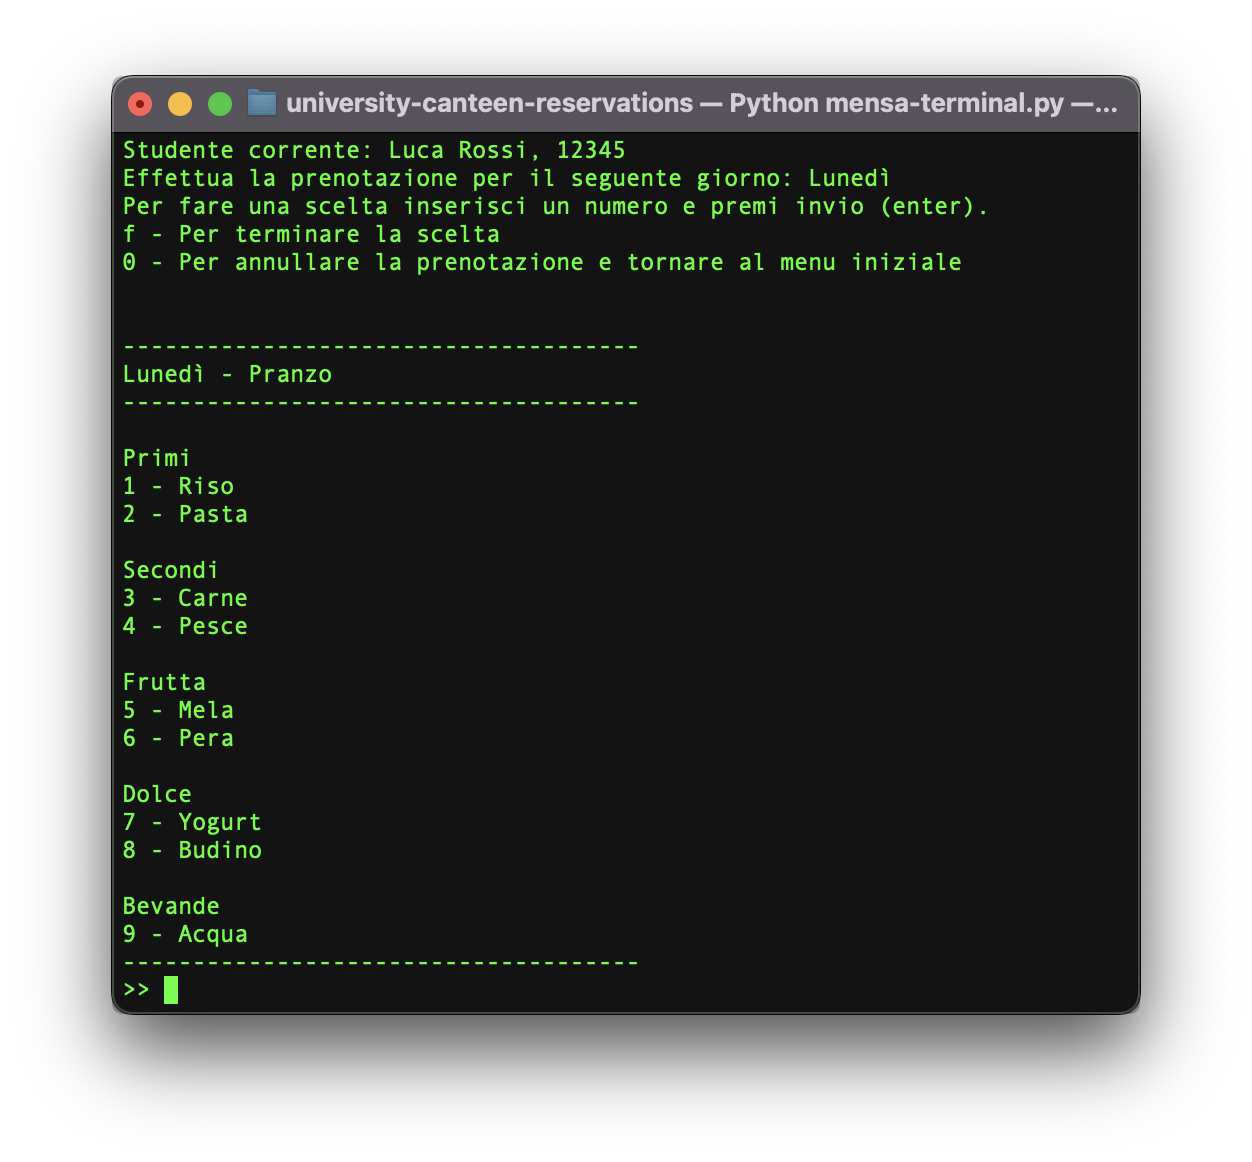 university-canteen-reservations — Python mensa-terminal.py —...
Studente corrente: Luca Rossi, 12345
Effettua la prenotazione per il seguente giorno: Lunedì
Per fare una scelta inserisci un numero e premi invio (enter).
f - Per terminare la scelta
0 - Per annullare la prenotazione e tornare al menu iniziale
-------------------------------------
Lunedì - Pranzo
-------------------------------------
Primi
1 - Riso
2 - Pasta
Secondi
3 - Carne
4 - Pesce
Frutta
5 - Mela
6 - Pera
Dolce
7 - Yogurt
8 - Budino
Bevande
9 - Acqua
-------------------------------------
>>